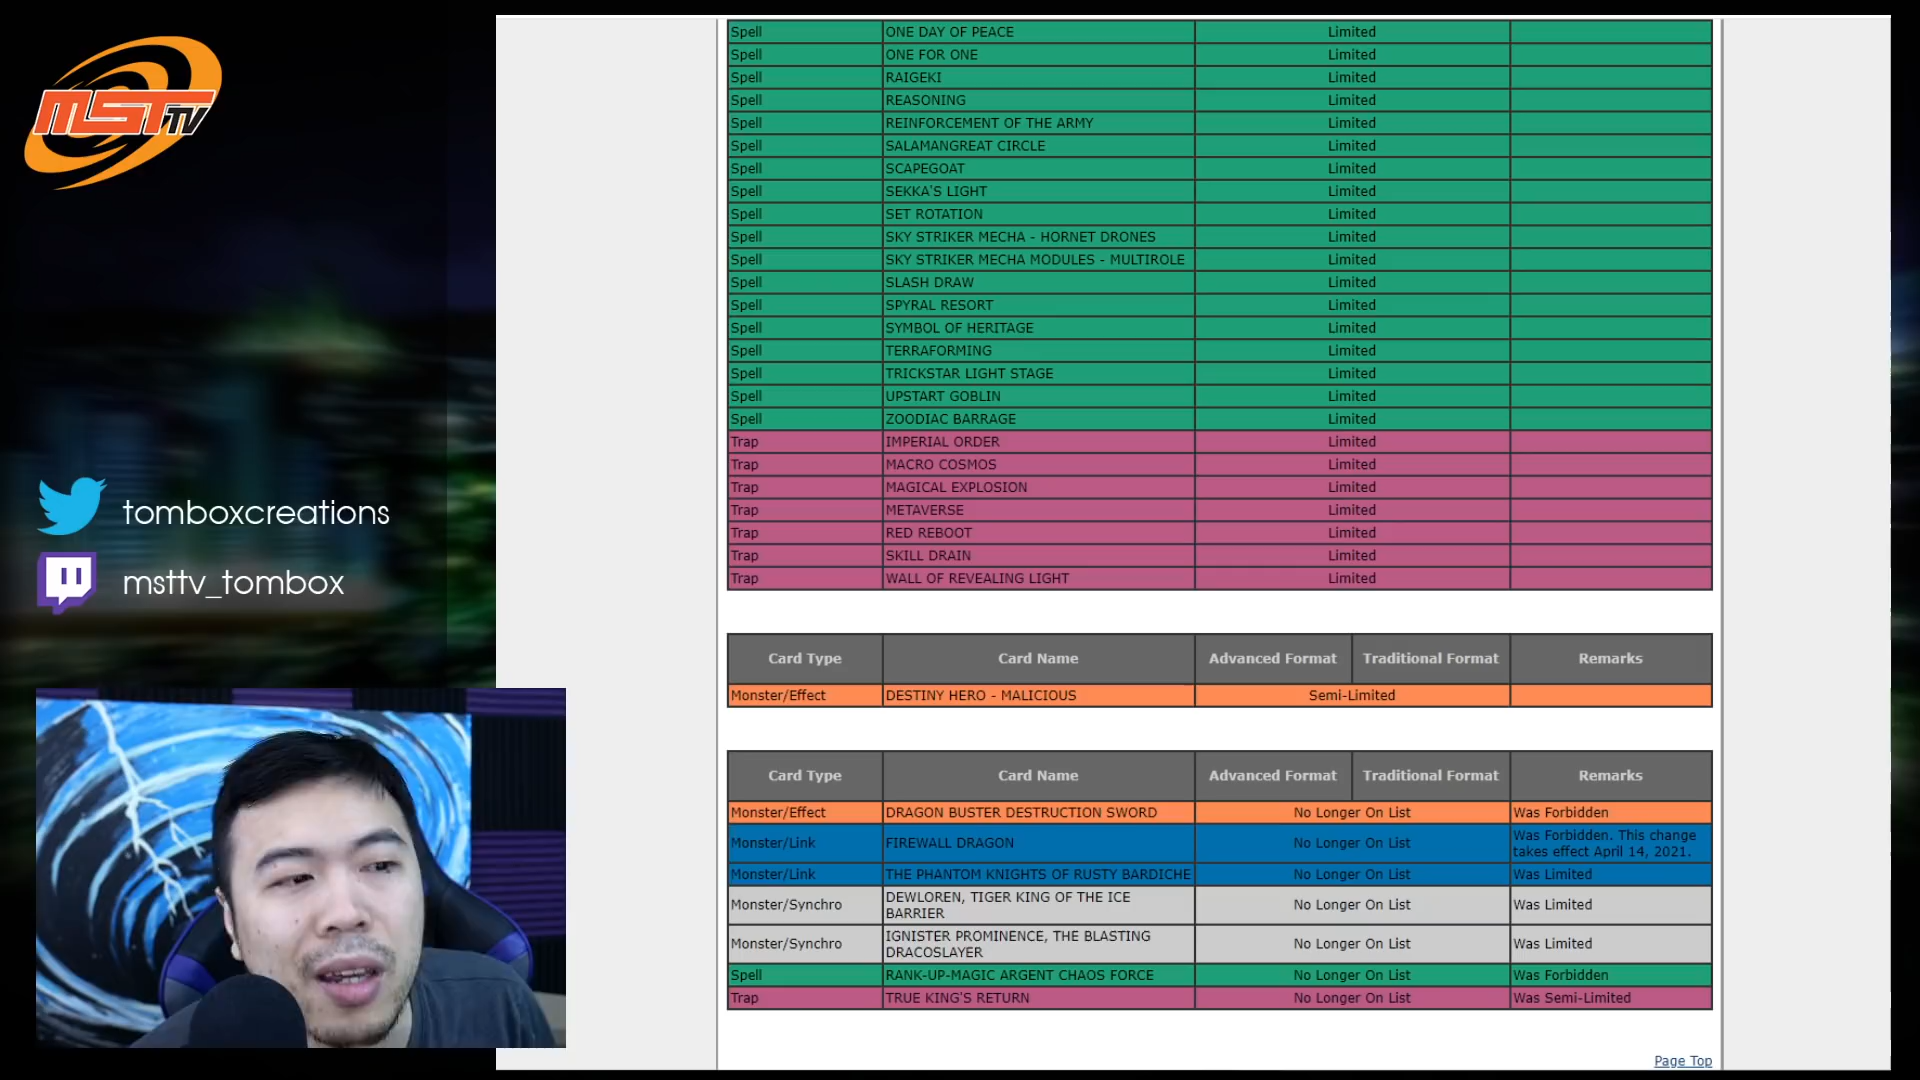 MST TV
tomboxcreations
msttv_tombox
Spell ONE DAY OF PEACE Limited
Spell ONE FOR ONE Limited
Spell RAIGEKI Limited
Spell REASONING Limited
Spell REINFORCEMENT OF THE ARMY Limited
Spell SALAMANGREAT CIRCLE Limited
Spell SCAPEGOAT Limited
Spell SEKKA'S LIGHT Limited
Spell SET ROTATION Limited
Spell SKY STRIKER MECHA - HORNET DRONES Limited
Spell SKY STRIKER MECHA MODULES - MULTIROLE Limited
Spell SLASH DRAW Limited
Spell SPYRAL RESORT Limited
Spell SYMBOL OF HERITAGE Limited
Spell TERRAFORMING Limited
Spell TRICKSTAR LIGHT STAGE Limited
Spell UPSTART GOBLIN Limited
Spell ZOODIAC BARRAGE Limited
Trap IMPERIAL ORDER Limited
Trap MACRO COSMOS Limited
Trap MAGICAL EXPLOSION Limited
Trap METAVERSE Limited
Trap RED REBOOT Limited
Trap SKILL DRAIN Limited
Trap WALL OF REVEALING LIGHT Limited
Card Type Card Name Advanced Format Traditional Format Remarks
Monster/Effect DESTINY HERO - MALICIOUS Semi-Limited
Card Type Card Name Advanced Format Traditional Format Remarks
Monster/Effect DRAGON BUSTER DESTRUCTION SWORD No Longer On List Was Forbidden
Monster/Link FIREWALL DRAGON No Longer On List Was Forbidden. This change
takes effect April 14, 2021.
Monster/Link THE PHANTOM KNIGHTS OF RUSTY BARDICHE No Longer On List Was Limited
Monster/Synchro DEWLOREN, TIGER KING OF THE ICE
BARRIER No Longer On List Was Limited
Monster/Synchro IGNISTER PROMINENCE, THE BLASTING
DRACOSLAYER No Longer On List Was Limited
Spell RANK-UP-MAGIC ARGENT CHAOS FORCE No Longer On List Was Forbidden
Trap TRUE KING'S RETURN No Longer On List Was Semi-Limited
Page Top